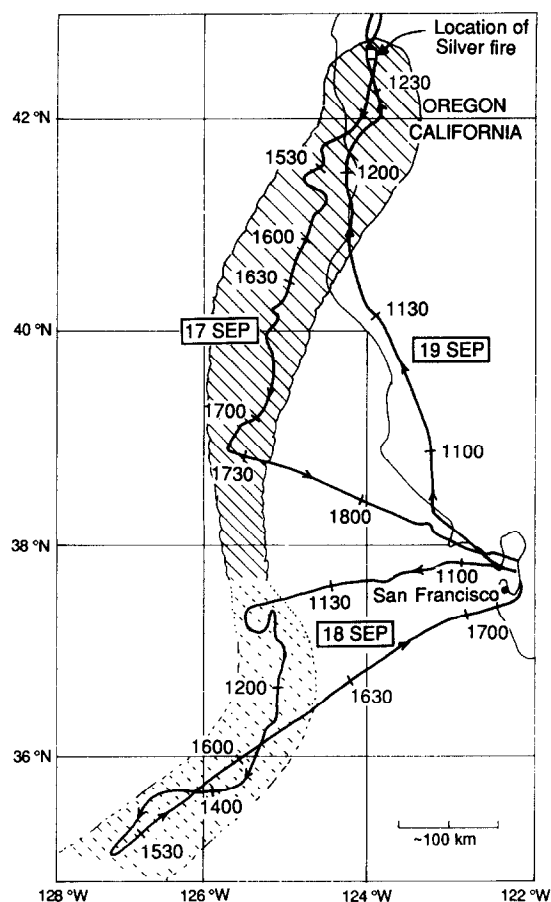 Location of
Silver fire
1230
42 °N
OREGON
CALIFORNIA
1530
1200
1600
1630
1130
40 °N
17 SEP
19 SEP
1700
1730
1100
1800
38 °N
1100
1130
San Francisco
18 SEP
1700
1200
1630
1600
36 °N
1400
1530
~100 km
128 °W
126 °W
124 °W
122 °W